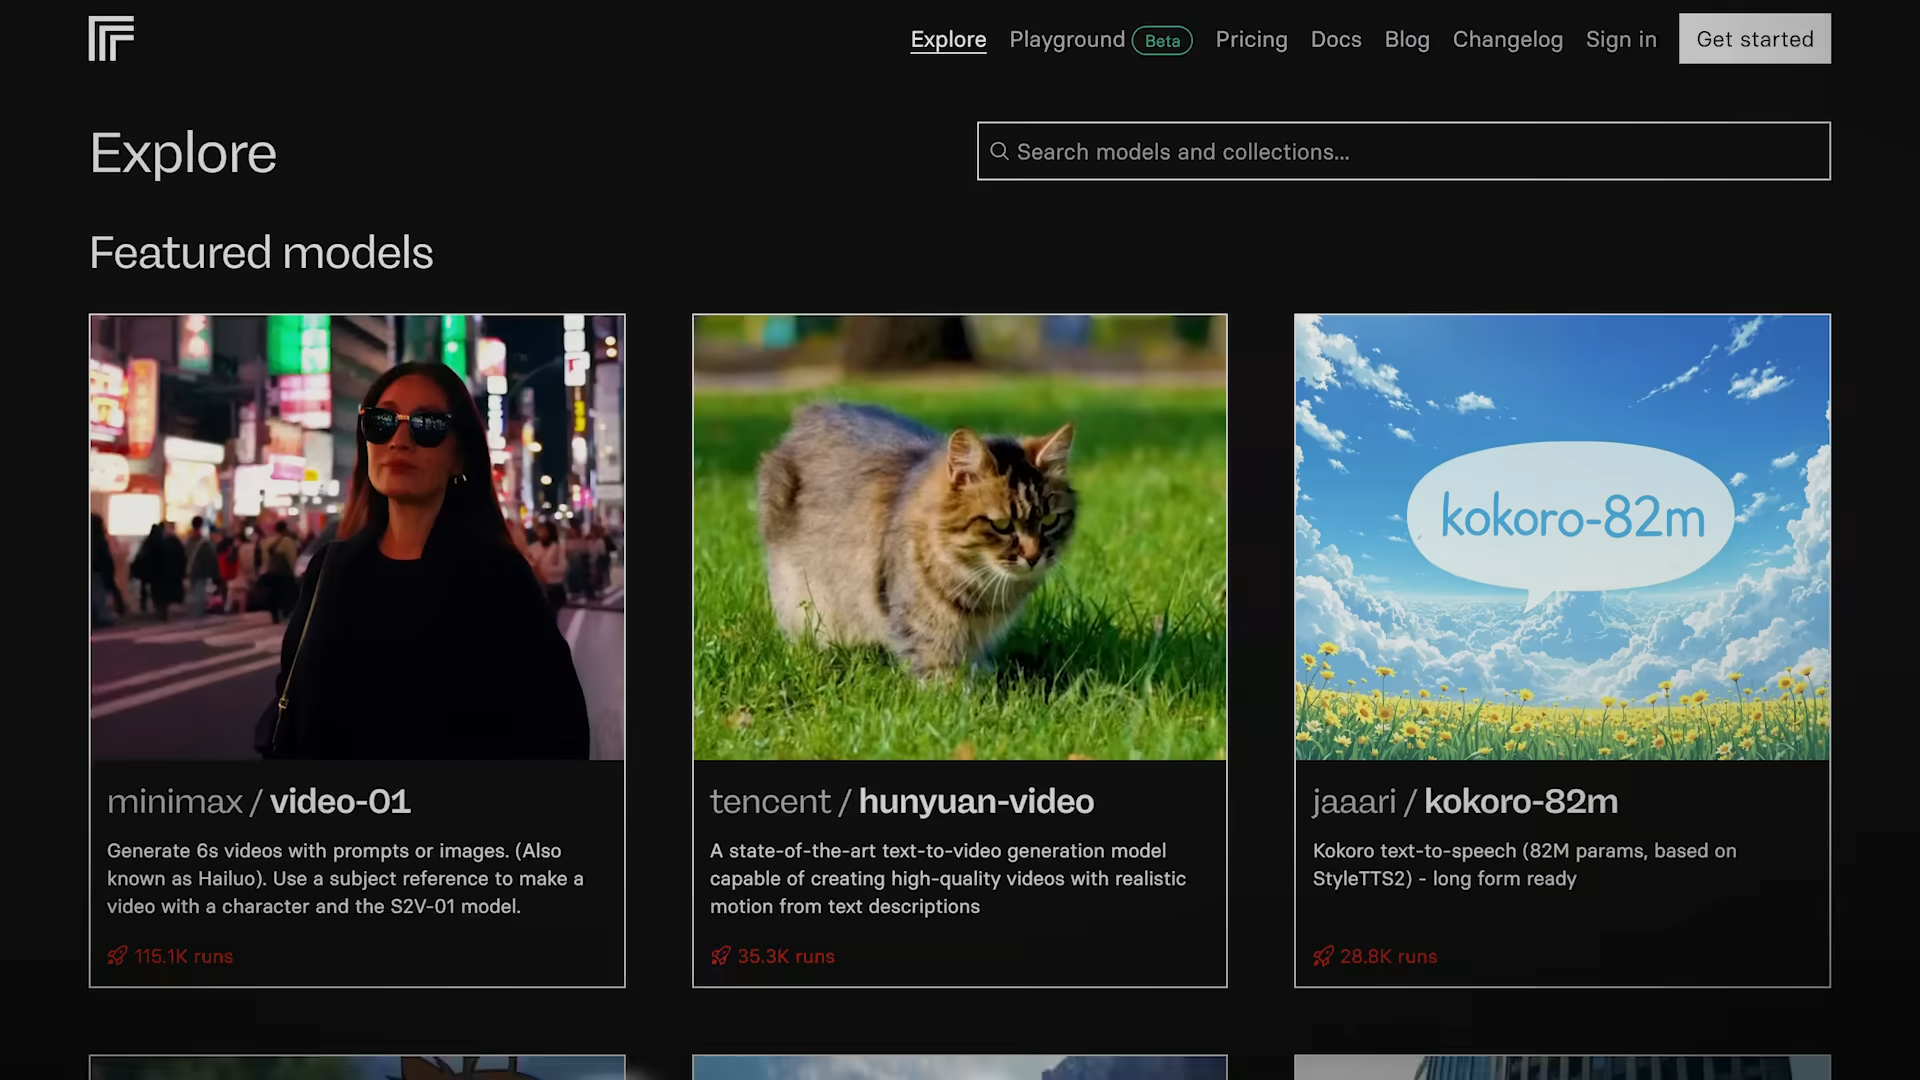 Explore
Playground
Beta
Pricing
Docs
Blog
Changelog
Sign in
Get started
Explore
Search models and collections...
Featured models
kokoro-82m
minimax / video-01
Generate 6s videos with prompts or images. (Also
known as Hailuo). Use a subject reference to make a
video with a character and the S2V-01 model.
115.1K runs
tencent / hunyuan-video
A state-of-the-art text-to-video generation model
capable of creating high-quality videos with realistic
motion from text descriptions
35.3K runs
jaaari / kokoro-82m
Kokoro text-to-speech (82M params, based on
StyleTTS2) - long form ready
28.8K runs